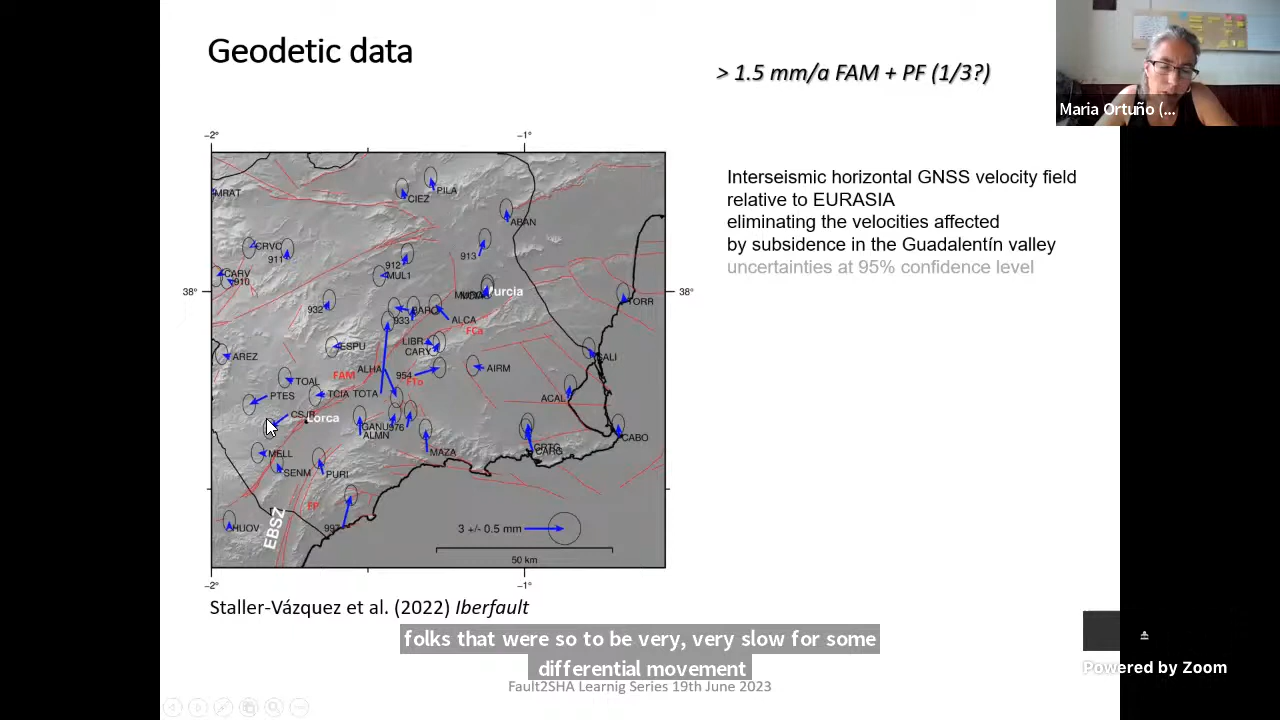 Geodetic data
> 1.5 mm/a FAM + PF (1/3?)
Maria Ortuño (...
Interseismic horizontal GNSS velocity field
relative to EURASIA
eliminating the velocities affected
by subsidence in the Guadalentín valley
uncertainties at 95% confidence level
-2°
-1°
MRAT
CIEZ
PILA
ABAN
CRVC
911
913
912
MUL1
CARV
910
38°
38°
932
Murcia
TORR
933
BARQ
ALCA
FCa
LIBR
CARY
ESPU
AREZ
ALHA
954
AIRM
SALI
FAM
FTo
TOAL
PTES
TCIA
TOTA
ACAL
CSJR
Lorca
GANU
976
ALMN
MAZA
CRTG
CARG
CABO
MELL
SENM
PURI
FP
997
HUOV
EBSZ
3 +/- 0.5 mm
50 km
-2°
-1°
Staller-Vázquez et al. (2022) Iberfault
folks that were so to be very, very slow for some
differential movement
Fault2SHA Learnig Series 19th June 2023
Powered by Zoom